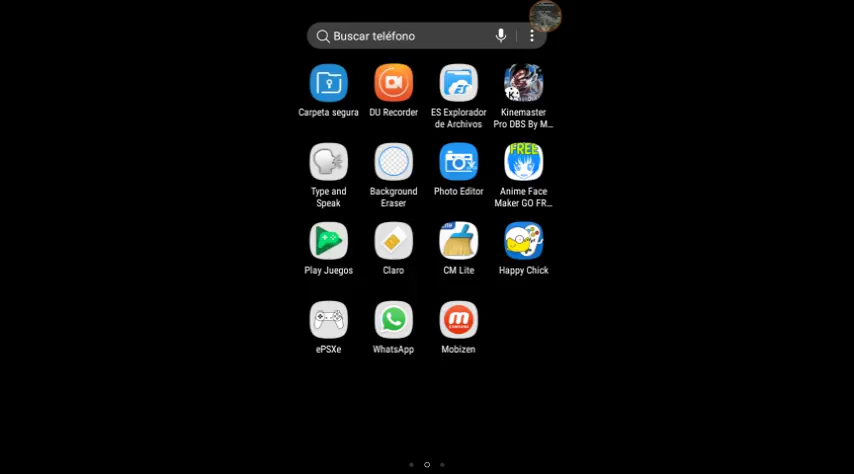 Buscar teléfono
Carpeta segura
DU Recorder
ES Explorador
de Archivos
Kinemaster
Pro DBS By M...
Type and
Speak
Background
Eraser
Photo Editor
FREE
Anime Face
Maker GO FR...
Play Juegos
Claro
CM Lite
Happy Chick
ePSXe
WhatsApp
Mobizen